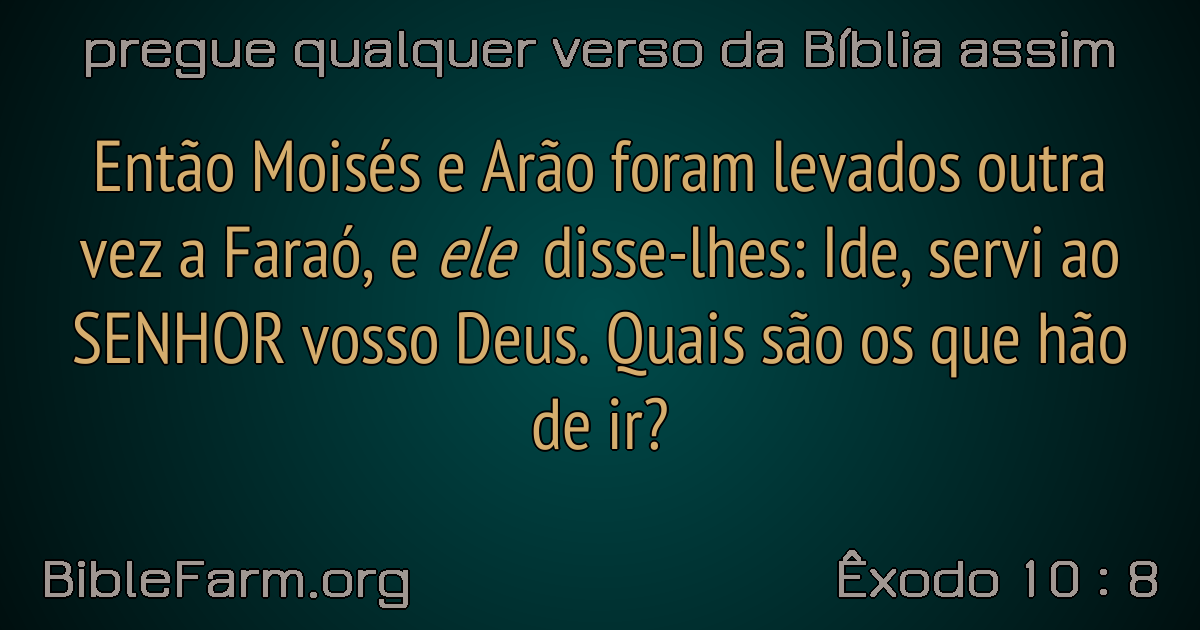 pregue qualquer verso da Bíblia assim
Então Moisés e Arão foram levados outra
vez a Faraó, e ele disse-lhes: Ide, servi ao
SENHOR vosso Deus. Quais são os que hão
de ir?
BibleFarm.org
Êxodo 10 : 8